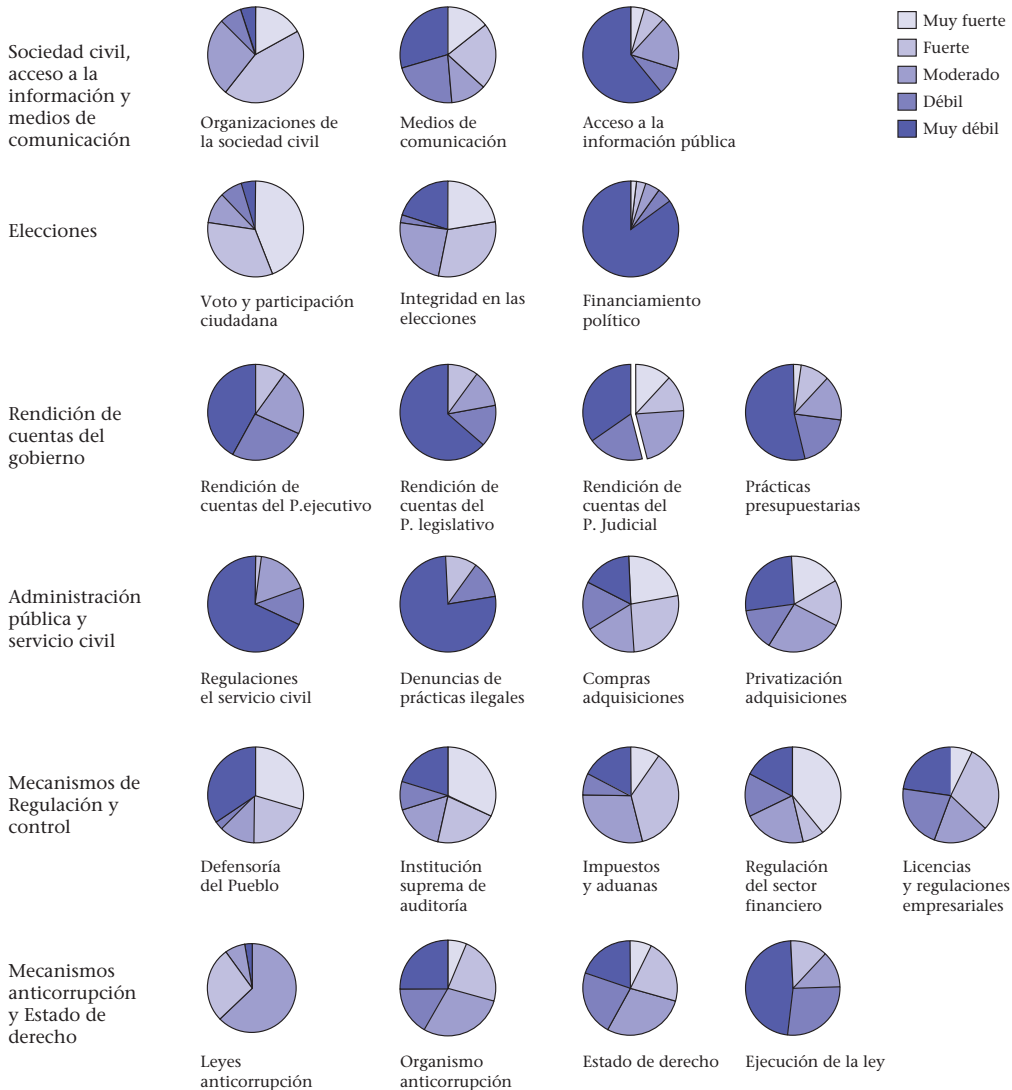 Muy fuerte
Fuerte
Moderado
Débil
Muy débil
Sociedad civil,
acceso a la
información y
medios de
comunicación
Organizaciones de
la sociedad civil
Medios de
comunicación
Acceso a la
información pública
Elecciones
Voto y participación
ciudadana
Integridad en las
elecciones
Financiamiento
político
Rendición de
cuentas del
gobierno
Rendición de
cuentas del P.ejecutivo
Rendición de
cuentas del
P. legislativo
Rendición de
cuentas del
P. Judicial
Prácticas
presupuestarias
Administración
pública y
servicio civil
Regulaciones
el servicio civil
Denuncias de
prácticas ilegales
Compras
adquisiciones
Privatización
adquisiciones
Mecanismos de
Regulación y
control
Defensoría
del Pueblo
Institución
suprema de
auditoría
Impuestos
y aduanas
Regulación
del sector
financiero
Licencias
y regulaciones
empresariales
Mecanismos
anticorrupción
y Estado de
derecho
Leyes
anticorrupción
Organismo
anticorrupción
Estado de derecho
Ejecución de la ley